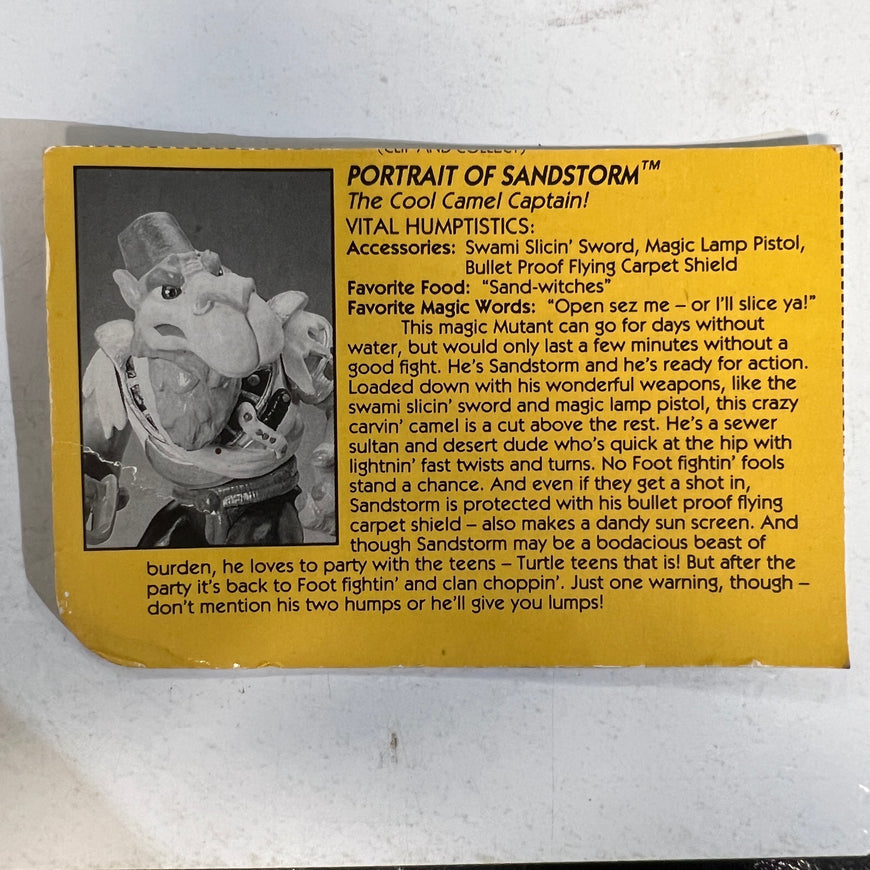 (CLIP AND COLLECT)
PORTRAIT OF SANDSTORM™
The Cool Camel Captain!
VITAL HUMPTISTICS:
Accessories: Swami Slicin' Sword, Magic Lamp Pistol,
Bullet Proof Flying Carpet Shield
Favorite Food: "Sand-witches"
Favorite Magic Words: "Open sez me – or I'll slice ya!"
This magic Mutant can go for days without
water, but would only last a few minutes without a
good fight. He's Sandstorm and he's ready for action.
Loaded down with his wonderful weapons, like the
swami slicin' sword and magic lamp pistol, this crazy
carvin' camel is a cut above the rest. He's a sewer
sultan and desert dude who's quick at the hip with
lightnin' fast twists and turns. No Foot fightin' fools
stand a chance. And even if they get a shot in,
Sandstorm is protected with his bullet proof flying
carpet shield – also makes a dandy sun screen. And
though Sandstorm may be a bodacious beast of
burden, he loves to party with the teens – Turtle teens that is! But after the
party it's back to Foot fightin' and clan choppin'. Just one warning, though –
don't mention his two humps or he'll give you lumps!